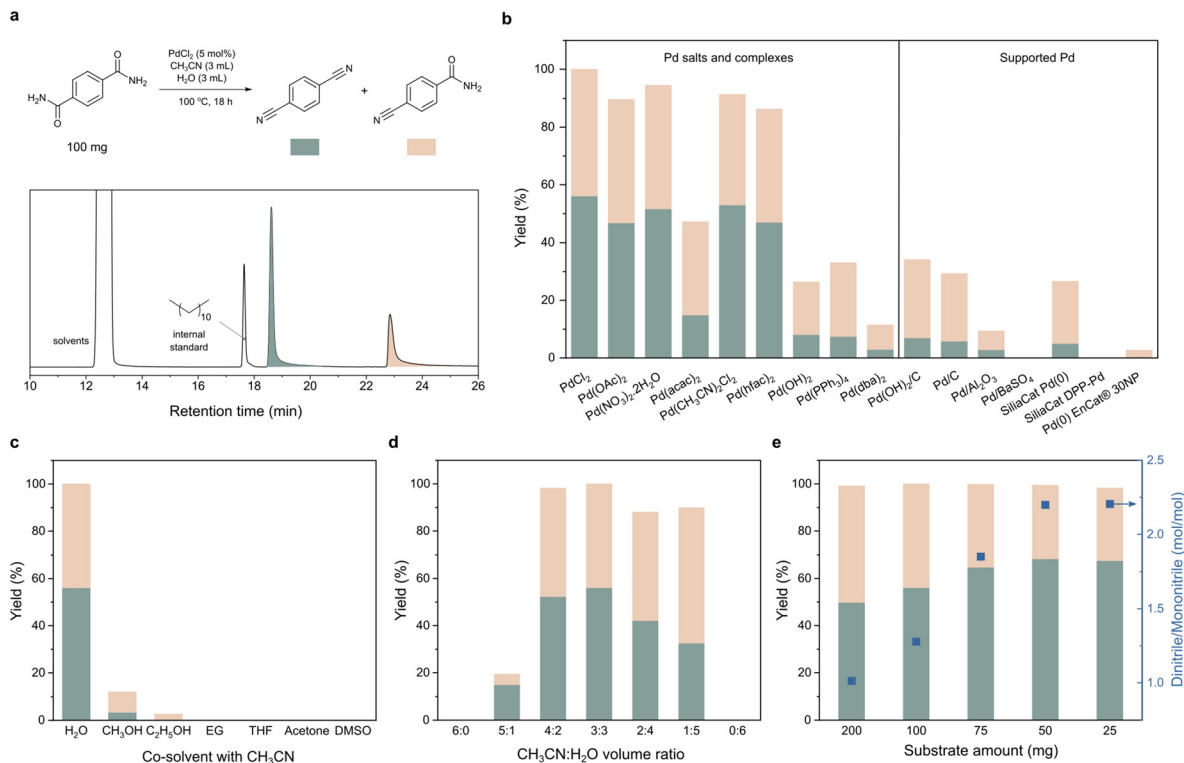 a
PdCl2 (5 mol%)
CH3CN (3 mL)
H2O (3 mL)
100 ºC, 18 h
O
NH2
H2N
O
100 mg
N
N
+
O
NH2
N
solvents
10
internal
standard
10 12 14 16 18 20 22 24 26
Retention time (min)
b
Pd salts and complexes
Supported Pd
Yield (%)
100
80
60
40
20
0
PdCl2
Pd(OAc)2
Pd(NO3)2·2H2O
Pd(acac)2
Pd(CH3CN)2Cl2
Pd(hfac)2
Pd(OH)2
Pd(PPh3)4
Pd(dba)2
Pd(OH)2/C
Pd/C
Pd/Al2O3
Pd/BaSO4
SiliaCat Pd(0)
SiliaCat DPP-Pd
Pd(0) EnCat® 30NP
c
Yield (%)
100
80
60
40
20
0
H2O CH3OH C2H5OH EG THF Acetone DMSO
Co-solvent with CH3CN
d
Yield (%)
100
80
60
40
20
0
6:0 5:1 4:2 3:3 2:4 1:5 0:6
CH3CN:H2O volume ratio
e
Yield (%)
100
80
60
40
20
0
200 100 75 50 25
Substrate amount (mg)
2.5
2.0
1.5
1.0
Dinitrile/Mononitrile (mol/mol)